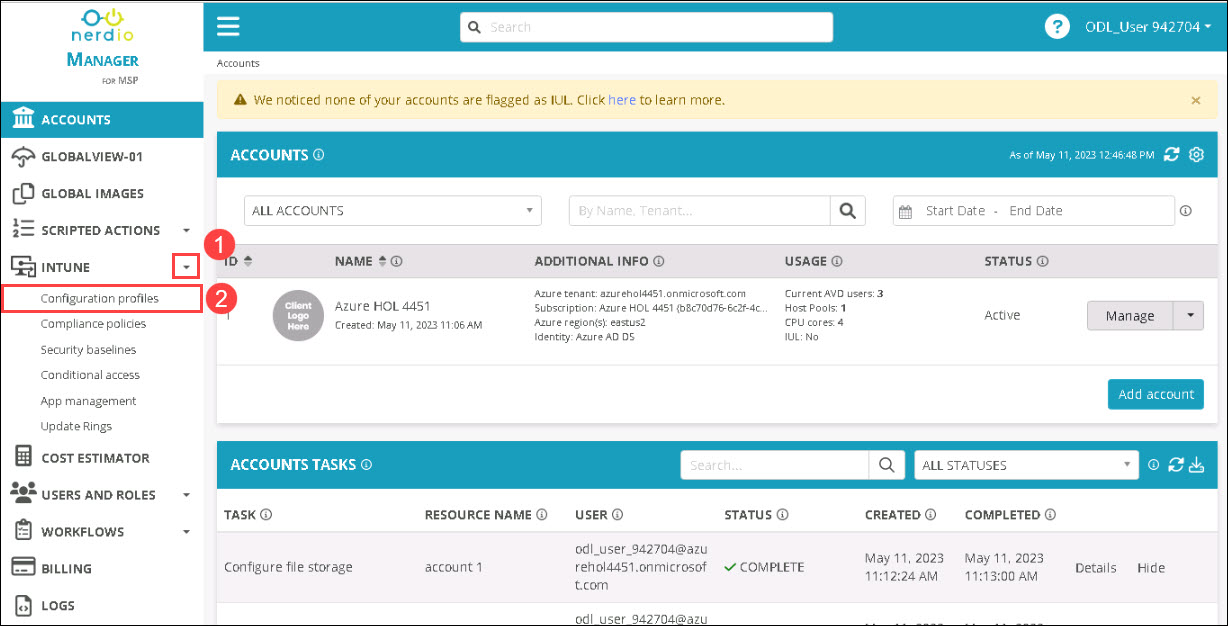 nerdio
MANAGER
FOR MSP
Search
? ODL_User 942704
Accounts
We noticed none of your accounts are flagged as IUL. Click here to learn more. ×
ACCOUNTS
GLOBALVIEW-01
GLOBAL IMAGES
SCRIPTED ACTIONS
INTUNE
1
Configuration profiles
2
Compliance policies
Security baselines
Conditional access
App management
Update Rings
COST ESTIMATOR
USERS AND ROLES
WORKFLOWS
BILLING
LOGS
ACCOUNTS
As of May 11, 2023 12:46:48 PM
ALL ACCOUNTS
By Name, Tenant...
Start Date - End Date
ID NAME ADDITIONAL INFO USAGE STATUS
Client
Logo
Here
Azure HOL 4451
Created: May 11, 2023 11:06 AM
Azure tenant: azurehol4451.onmicrosoft.com
Subscription: Azure HOL 4451 (b8c70d76-6c2f-4c...
Azure region(s): eastus2
Identity: Azure AD DS
Current AVD users: 3
Host Pools: 1
CPU cores: 4
IUL: No
Active
Manage
Add account
ACCOUNTS TASKS
Search...
ALL STATUSES
TASK RESOURCE NAME USER STATUS CREATED COMPLETED
Configure file storage
account 1
odl_user_942704@azu
rehol4451.onmicrosof
t.com
COMPLETE
May 11, 2023
11:12:24 AM
May 11, 2023
11:13:00 AM
Details
Hide
odl_user_942704@azu